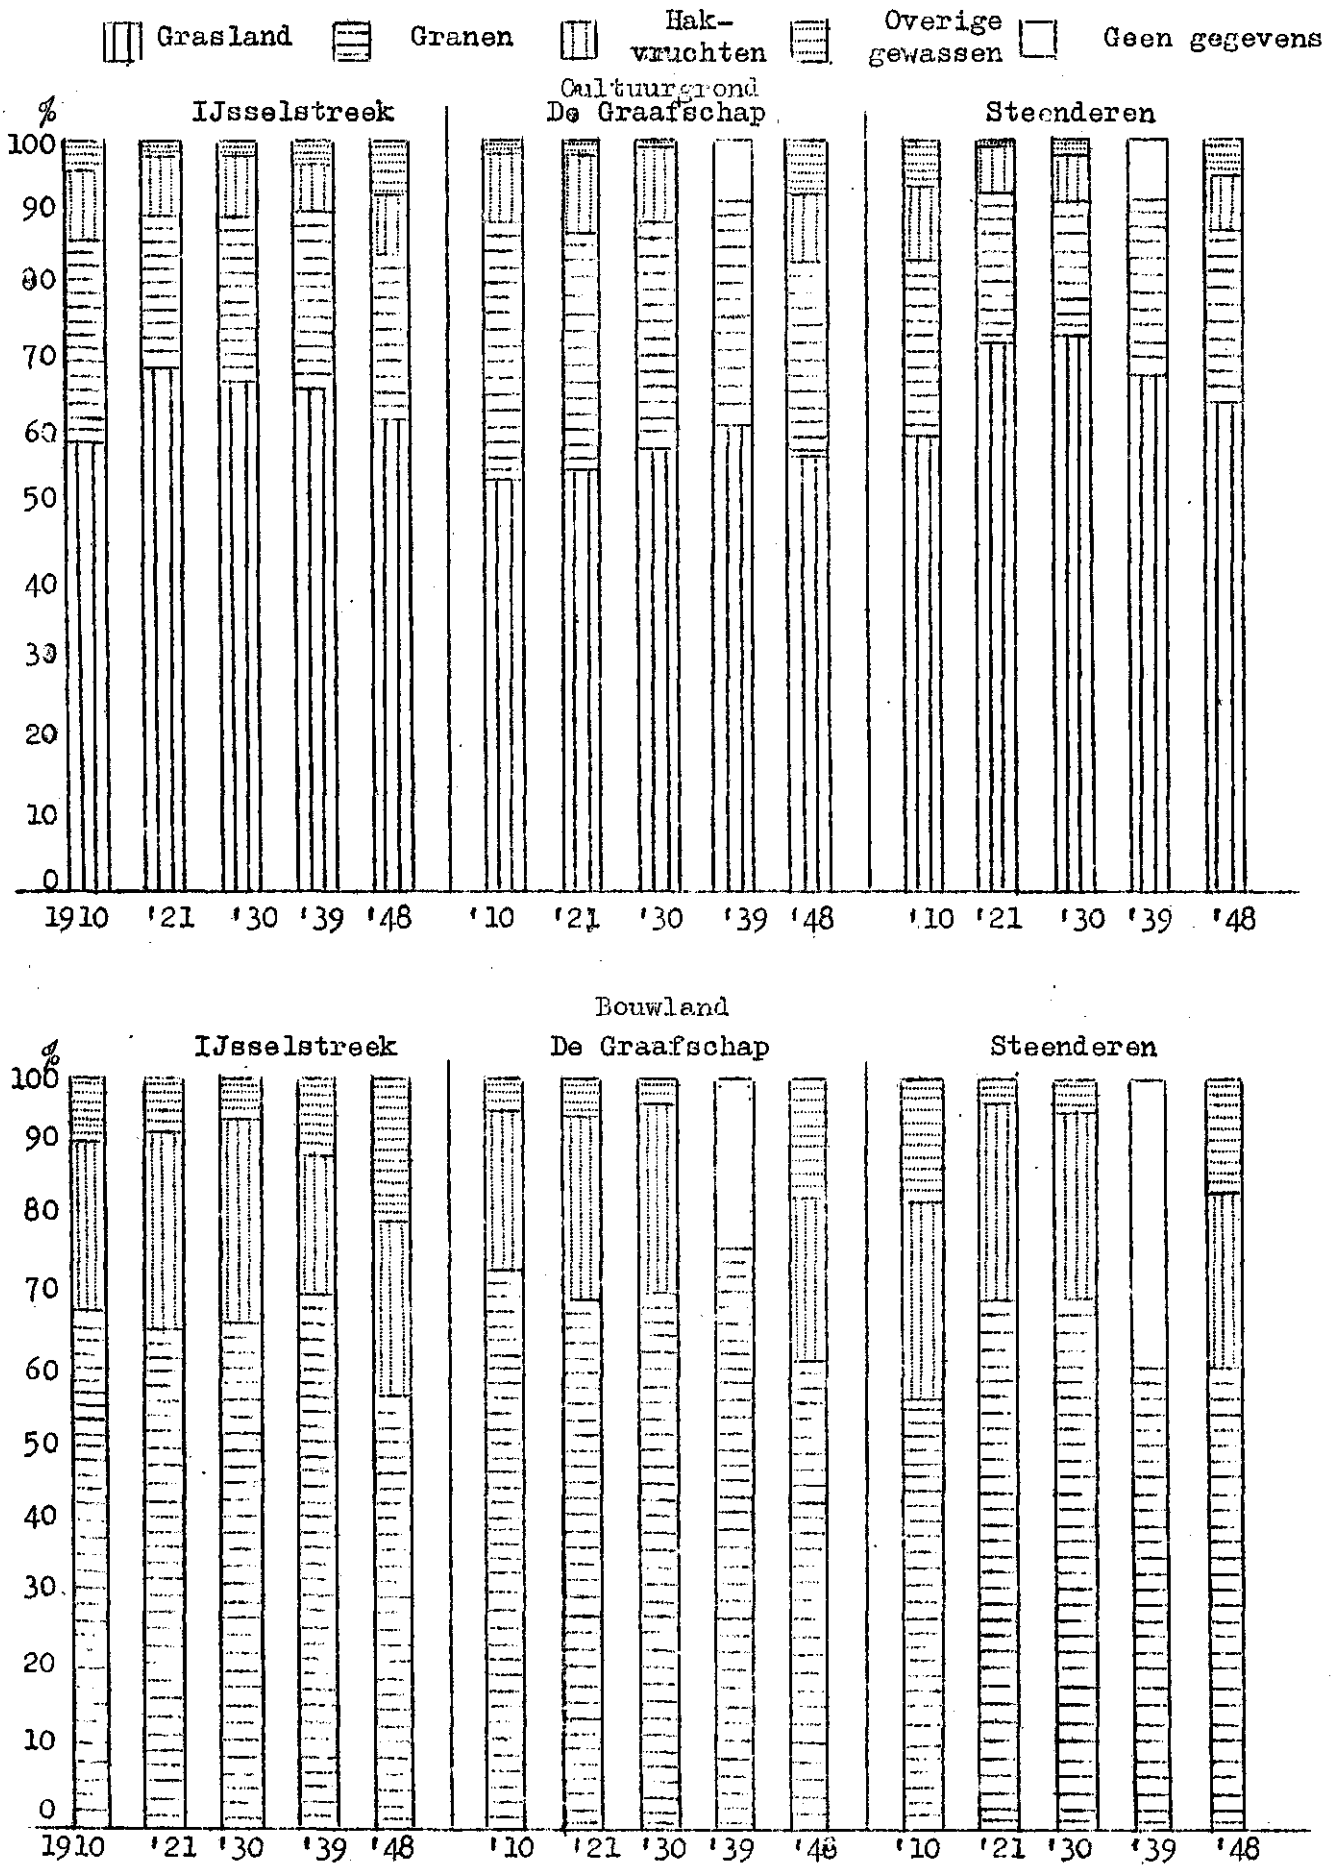 Grasland Granen Hak- Overige Geen gegevens
vruchten gewassen
Cultuurgrond
% IJsselstreek De Graafschap Steenderen
100
90
80
70
60
50
40
30
20
10
0
1910 '21 '30 '39 '48 '10 '21 '30 '39 '48 '10 '21 '30 '39 '48
Bouwland
% IJsselstreek De Graafschap Steenderen
100
90
80
70
60
50
40
30
20
10
0
1910 '21 '30 '39 '48 '10 '21 '30 '39 '48 '10 '21 '30 '39 '48